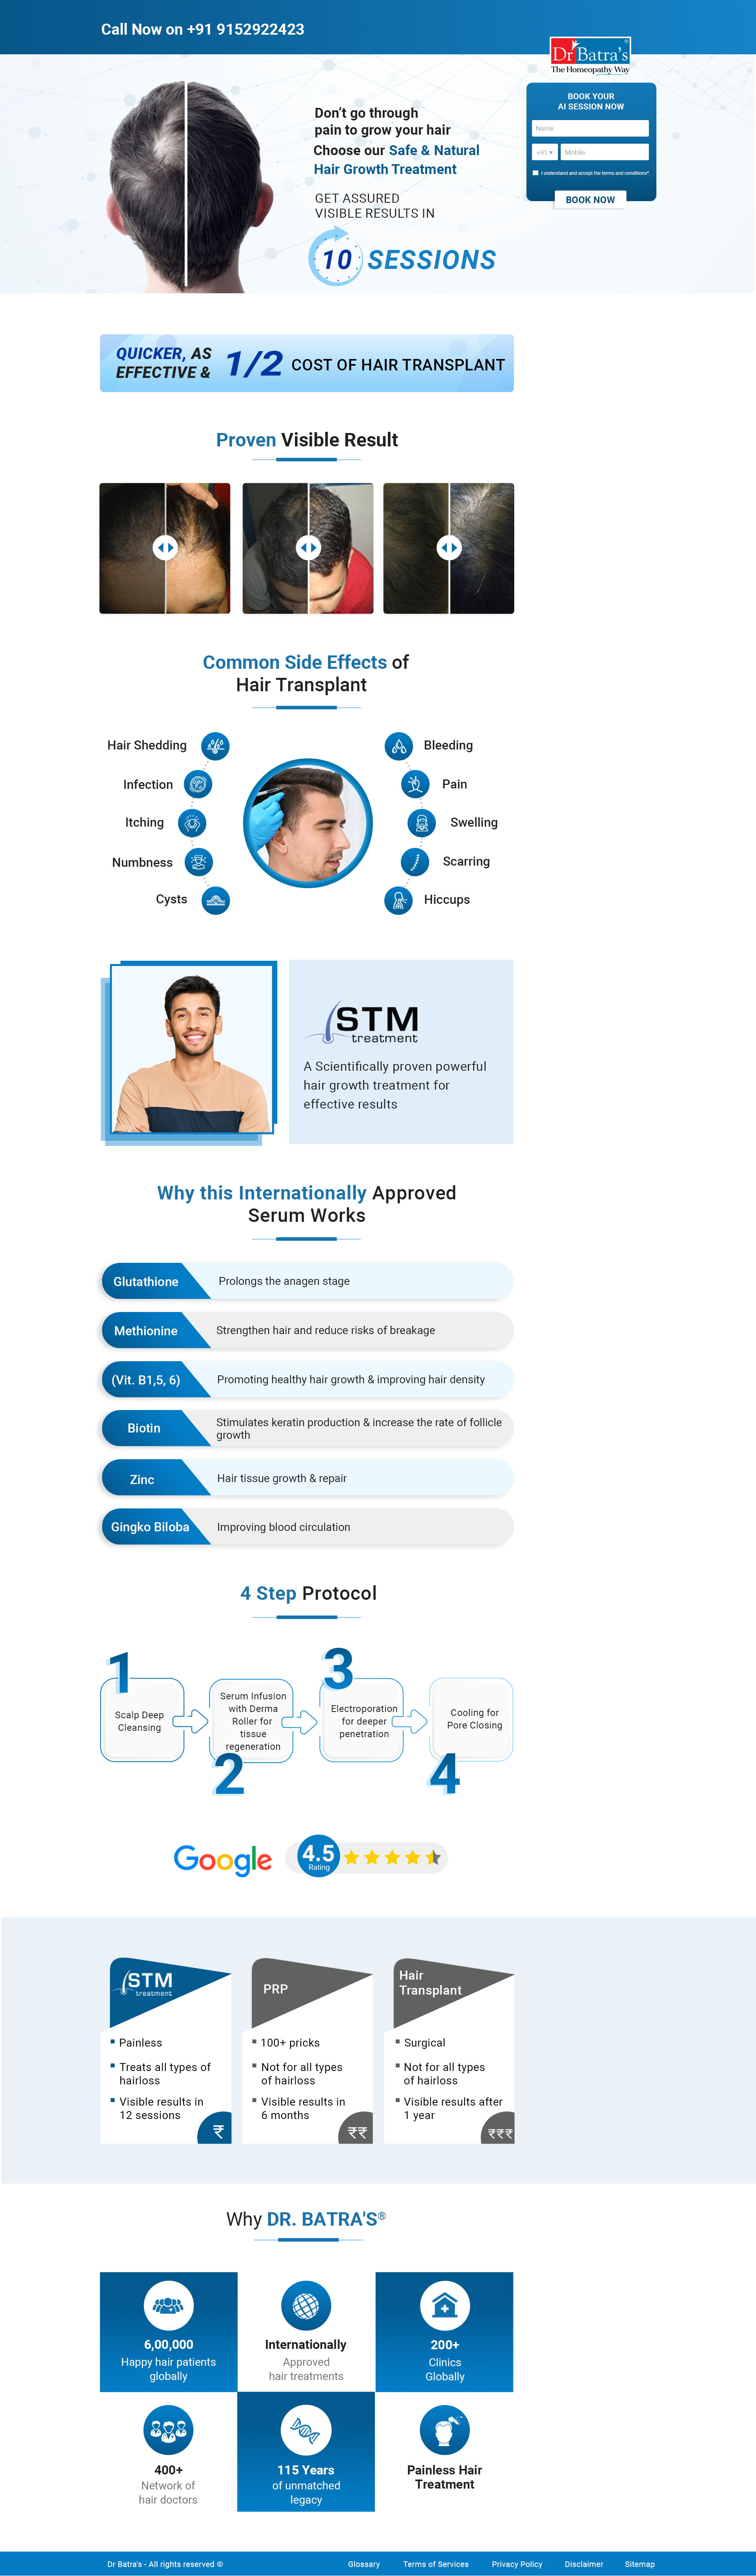 Call Now on +91 9152922423
Dr Batra's®
The Homeopathy Way
Don't go through
pain to grow your hair
Choose our Safe & Natural
Hair Growth Treatment
GET ASSURED
VISIBLE RESULTS IN
10 SESSIONS
BOOK YOUR
AI SESSION NOW
Name
+91 ▾ Mobile
I understand and accept the terms and conditions*.
BOOK NOW
QUICKER, AS
EFFECTIVE & 1/2 COST OF HAIR TRANSPLANT
Proven Visible Result
Common Side Effects of
Hair Transplant
Hair Shedding
Infection
Itching
Numbness
Cysts
Bleeding
Pain
Swelling
Scarring
Hiccups
STM
treatment
A Scientifically proven powerful
hair growth treatment for
effective results
Why this Internationally Approved
Serum Works
Glutathione Prolongs the anagen stage
Methionine Strengthen hair and reduce risks of breakage
(Vit. B1,5, 6) Promoting healthy hair growth & improving hair density
Biotin Stimulates keratin production & increase the rate of follicle
growth
Zinc Hair tissue growth & repair
Gingko Biloba Improving blood circulation
4 Step Protocol
1
Scalp Deep
Cleansing
Serum Infusion
with Derma
Roller for
tissue
regeneration
2
3
Electroporation
for deeper
penetration
Cooling for
Pore Closing
4
Google
4.5
Rating
STM
treatment
Painless
Treats all types of
hairloss
Visible results in
12 sessions
₹
PRP
100+ pricks
Not for all types
of hairloss
Visible results in
6 months
₹₹
Hair
Transplant
Surgical
Not for all types
of hairloss
Visible results after
1 year
₹₹₹
Why DR. BATRA'S®
6,00,000
Happy hair patients
globally
Internationally
Approved
hair treatments
200+
Clinics
Globally
400+
Network of
hair doctors
115 Years
of unmatched
legacy
Painless Hair
Treatment
Dr Batra's - All rights reserved ©
Glossary
Terms of Services
Privacy Policy
Disclaimer
Sitemap